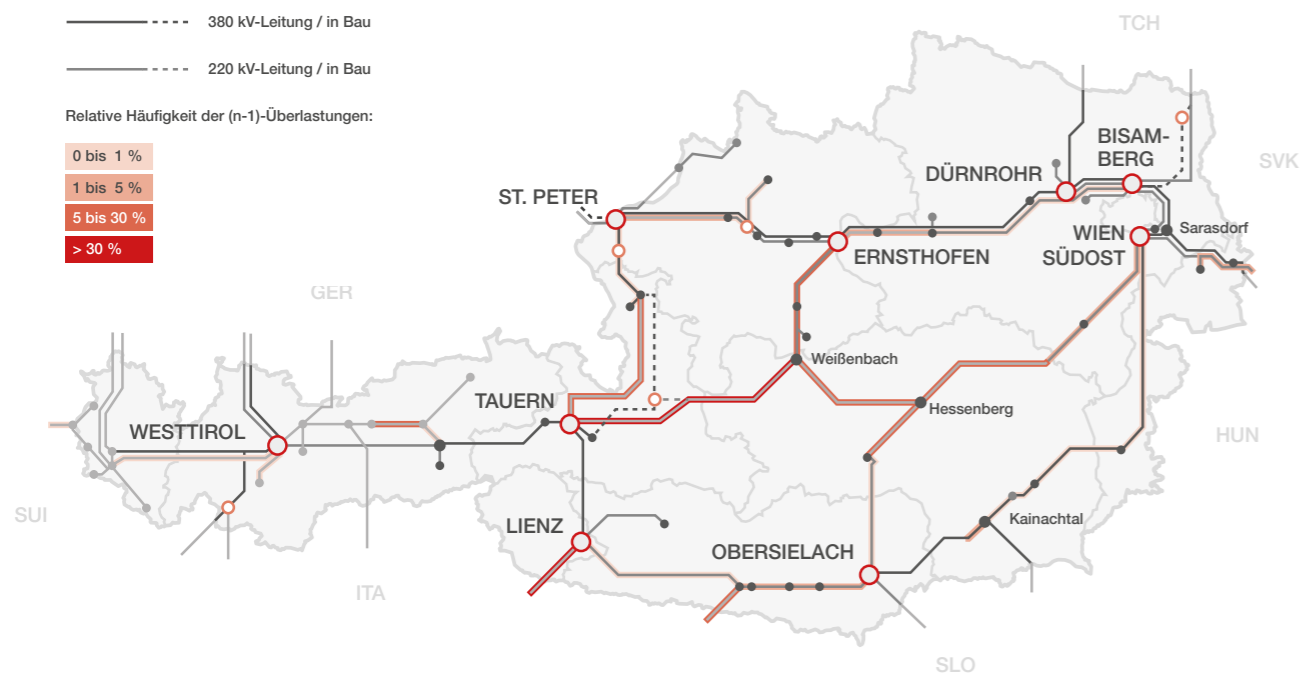 380 kV-Leitung / in Bau
TCH
220 kV-Leitung / in Bau
Relative Häufigkeit der (n-1)-Überlastungen:
0 bis 1 %
1 bis 5 %
5 bis 30 %
> 30 %
BISAM-
BERG
DÜRNROHR
SVK
ST. PETER
WIEN
SÜDOST
Sarasdorf
ERNSTHOFEN
GER
Weißenbach
TAUERN
Hessenberg
WESTTIROL
HUN
SUI
Kainachtal
LIENZ
OBERSIELACH
ITA
SLO